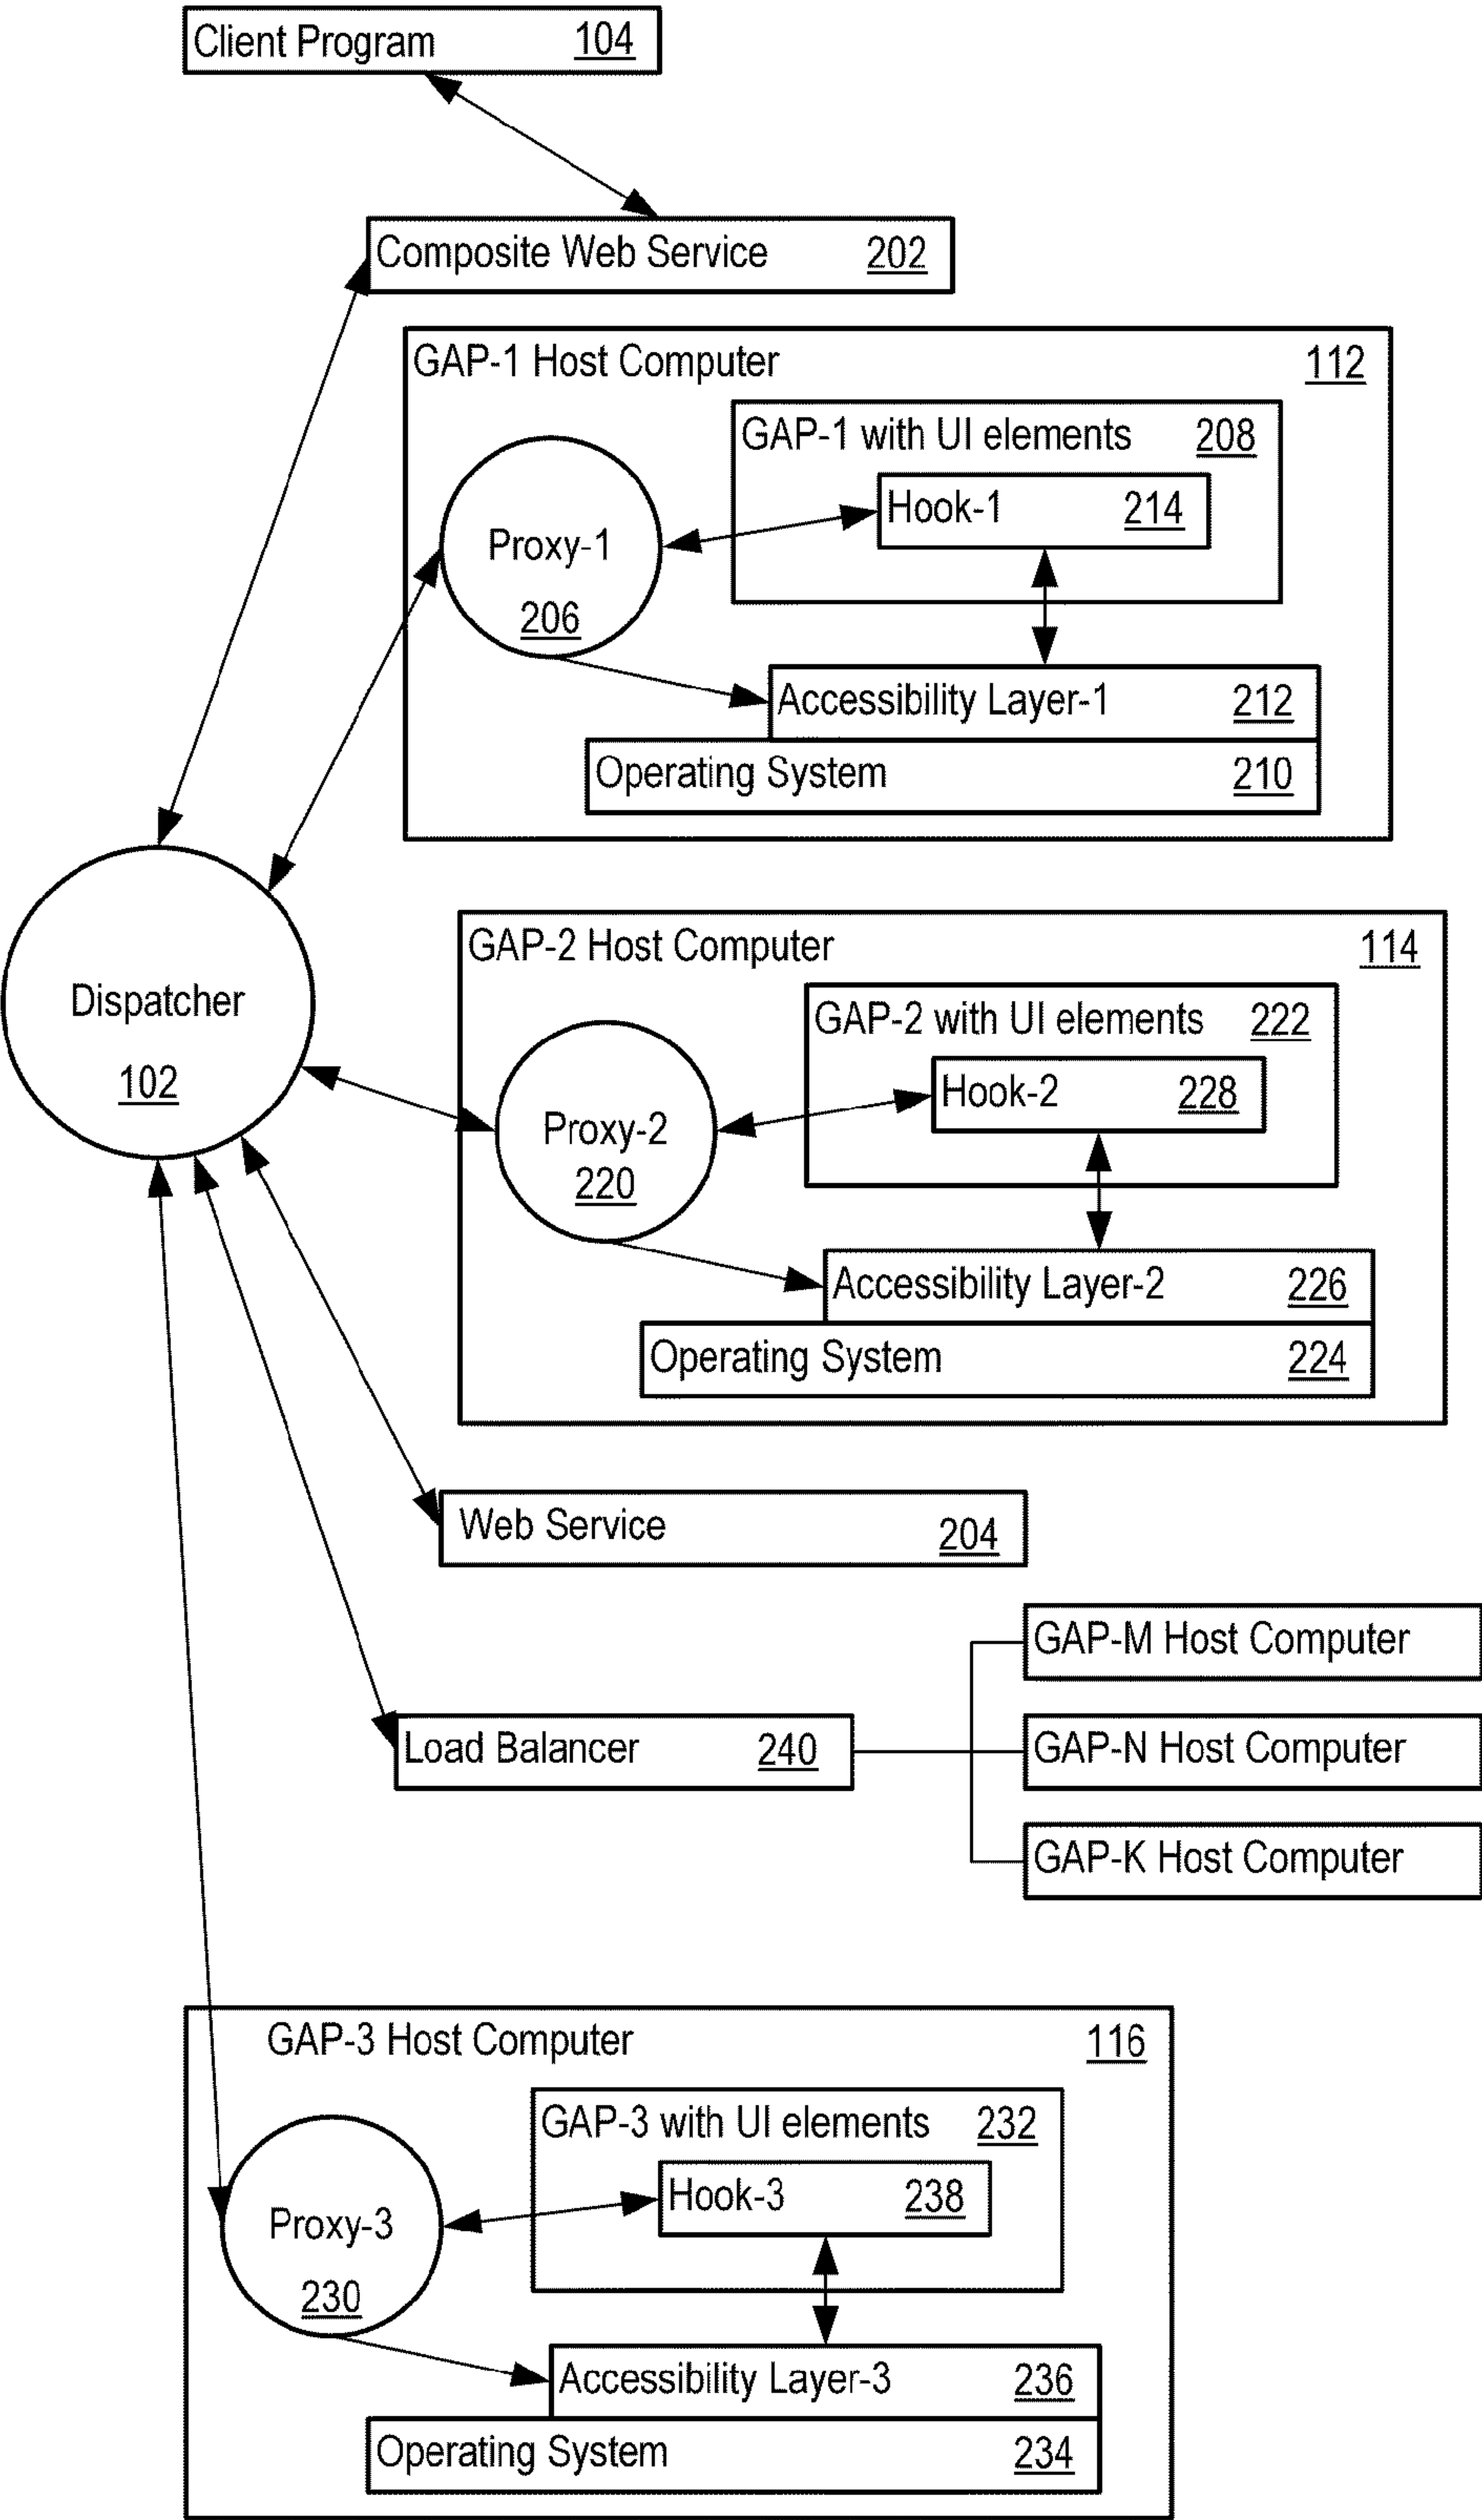 Client Program 104
Composite Web Service 202
GAP-1 Host Computer 112
GAP-1 with UI elements 208
Hook-1 214
Proxy-1
206
Accessibility Layer-1 212
Operating System 210
Dispatcher
102
GAP-2 Host Computer 114
GAP-2 with UI elements 222
Hook-2 228
Proxy-2
220
Accessibility Layer-2 226
Operating System 224
Web Service 204
GAP-M Host Computer
Load Balancer 240
GAP-N Host Computer
GAP-K Host Computer
GAP-3 Host Computer 116
GAP-3 with UI elements 232
Hook-3 238
Proxy-3
230
Accessibility Layer-3 236
Operating System 234